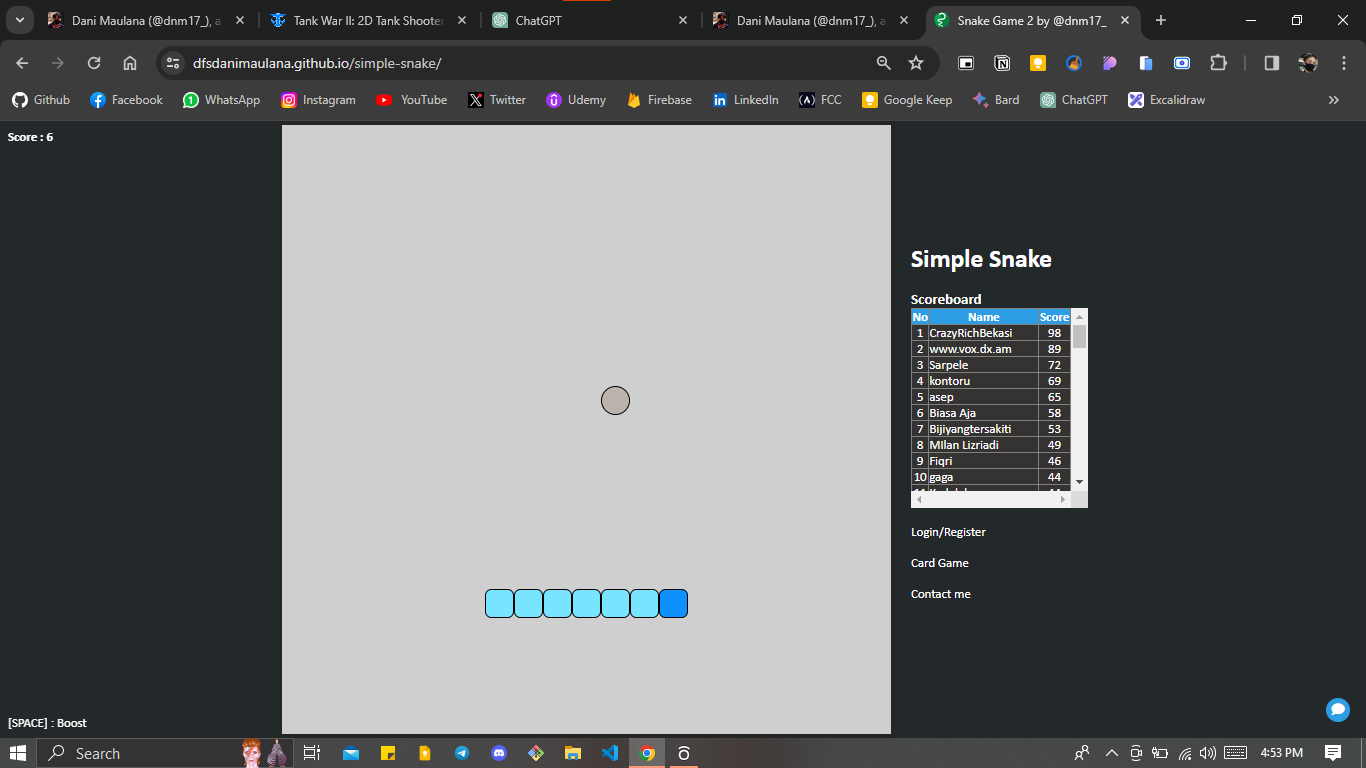 Dani Maulana (@dnm17_), a
Tank War II: 2D Tank Shooter
ChatGPT
Dani Maulana (@dnm17_), a
Snake Game 2 by @dnm17_
dfsdanimaulana.github.io/simple-snake/
Github
Facebook
WhatsApp
Instagram
YouTube
Twitter
Udemy
Firebase
LinkedIn
FCC
Google Keep
Bard
ChatGPT
Excalidraw
Score : 6
Simple Snake
Scoreboard
No Name Score
1 CrazyRichBekasi 98
2 www.vox.dx.am 89
3 Sarpele 72
4 kontoru 69
5 asep 65
6 Biasa Aja 58
7 Bijiyangtersakiti 53
8 MIlan Lizriadi 49
9 Fiqri 46
10 gaga 44
Login/Register
Card Game
Contact me
[SPACE] : Boost
Search
4:53 PM